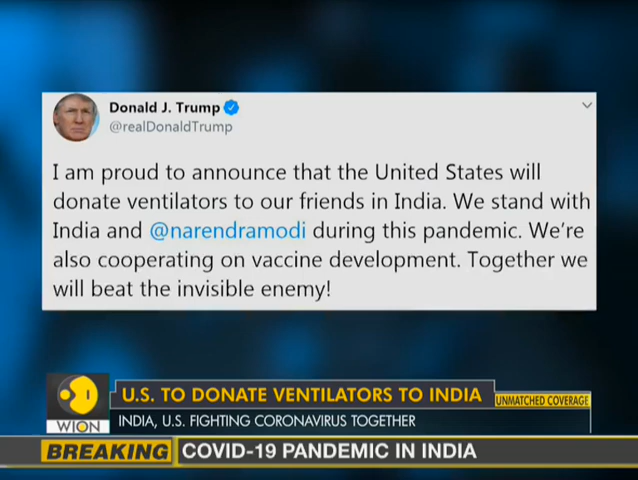 Donald J. Trump
@realDonaldTrump
I am proud to announce that the United States will
donate ventilators to our friends in India. We stand with
India and @narendramodi during this pandemic. We're
also cooperating on vaccine development. Together we
will beat the invisible enemy!
U.S. TO DONATE VENTILATORS TO INDIA
UNMATCHED COVERAGE
WION
INDIA, U.S. FIGHTING CORONAVIRUS TOGETHER
BREAKING COVID-19 PANDEMIC IN INDIA